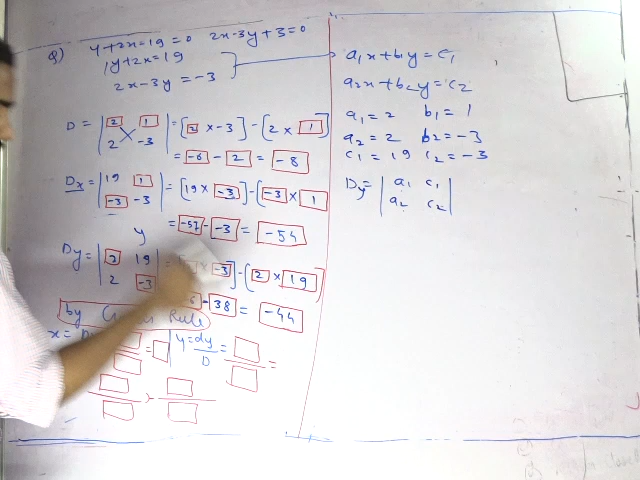 Q) y+2x=19=0 2x-3y+3=0
1y+2x=19
2x-3y=-3
D = | 2 1 | = [2 x -3] - [2 x 1]
2 -3
= -6 - 2 = -8
Dx = | 19 1 | = [19 x -3] - [-3 x 1]
-3 -3
= -57 - -3 = -54
y
Dy = | 2 19 | = -3] - [2 x 19]
2 -3
38 = -44
by Rule
x = y = dy/D =
a1x+b1y=c1
a2x+b2y=c2
a1=2 b1=1
a2=2 b2=-3
c1=19 c2=-3
Dy= | a1 c1 |
a2 c2